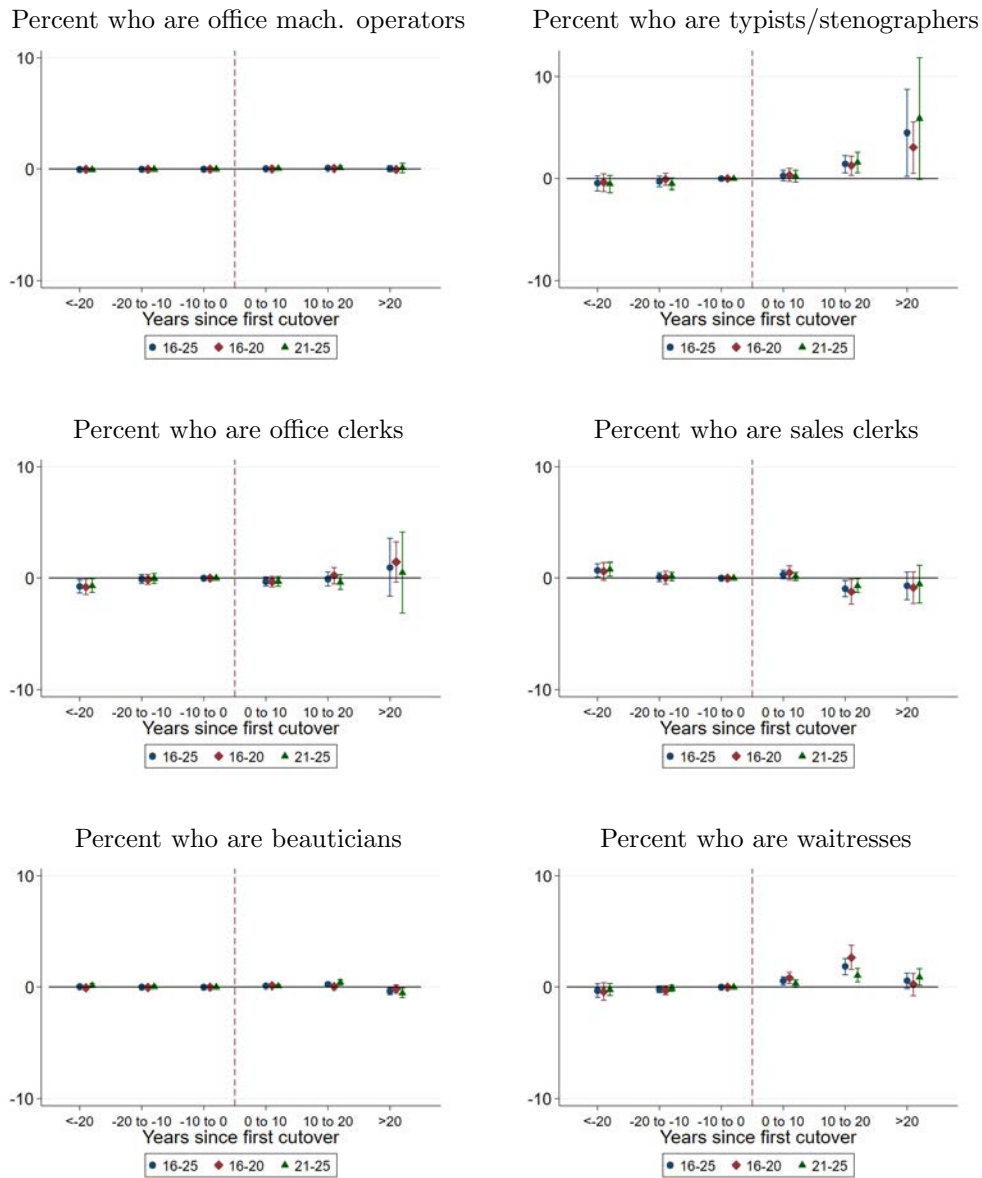 Percent who are office mach. operators
10
0
-10
<-20 -20 to -10 -10 to 0 0 to 10 10 to 20 >20
Years since first cutover
16-25 16-20 21-25
Percent who are typists/stenographers
10
0
-10
<-20 -20 to -10 -10 to 0 0 to 10 10 to 20 >20
Years since first cutover
16-25 16-20 21-25
Percent who are office clerks
10
0
-10
<-20 -20 to -10 -10 to 0 0 to 10 10 to 20 >20
Years since first cutover
16-25 16-20 21-25
Percent who are sales clerks
10
0
-10
<-20 -20 to -10 -10 to 0 0 to 10 10 to 20 >20
Years since first cutover
16-25 16-20 21-25
Percent who are beauticians
10
0
-10
<-20 -20 to -10 -10 to 0 0 to 10 10 to 20 >20
Years since first cutover
16-25 16-20 21-25
Percent who are waitresses
10
0
-10
<-20 -20 to -10 -10 to 0 0 to 10 10 to 20 >20
Years since first cutover
16-25 16-20 21-25